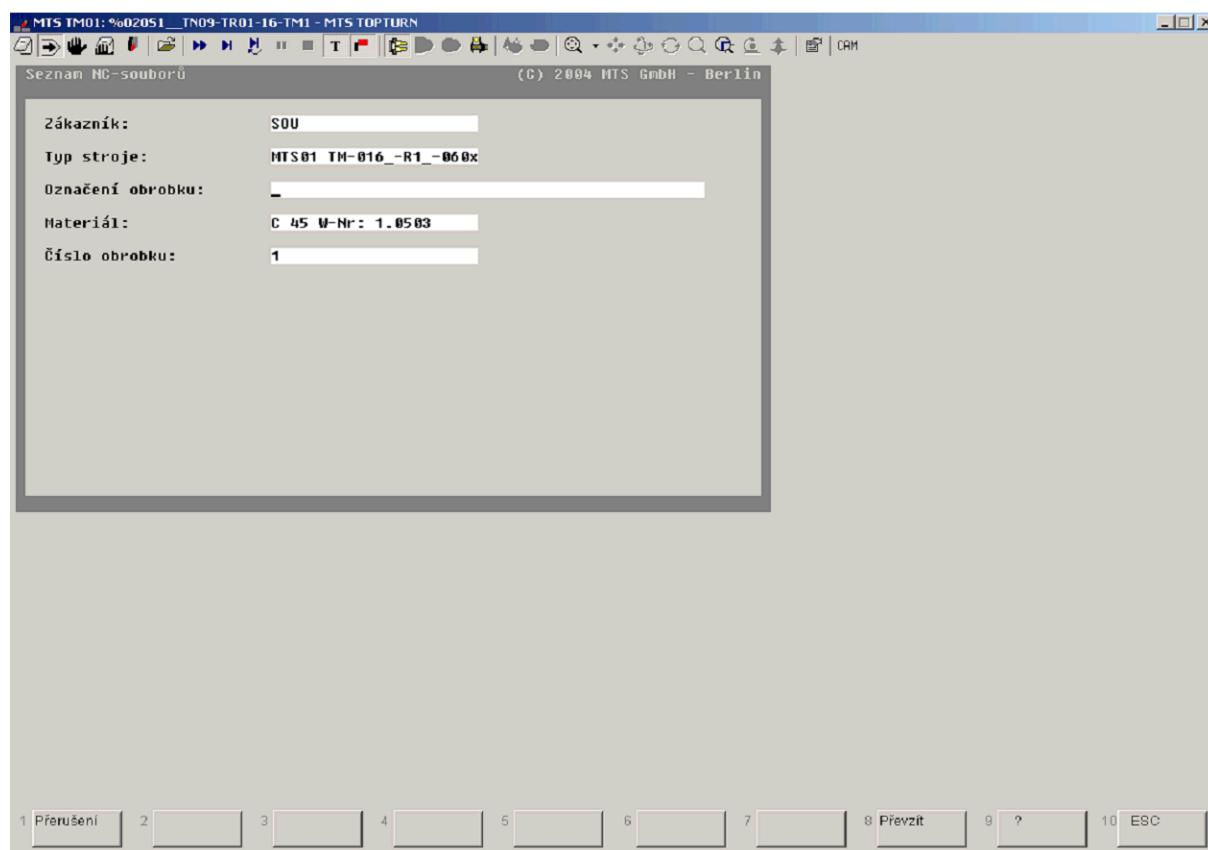 MTS TM01: %02051__TN09-TR01-16-TM1 - MTS TOPTURN
T CAM
Seznam NC-souborů (C) 2004 MTS GmbH - Berlin
Zákazník: SOU
Typ stroje: MTS01 TM-016_-R1_-060x
Označení obrobku: _
Materiál: C 45 W-Nr: 1.0503
Číslo obrobku: 1
1 Přerušení 2 3 4 5 6 7 8 Převzít 9 ? 10 ESC